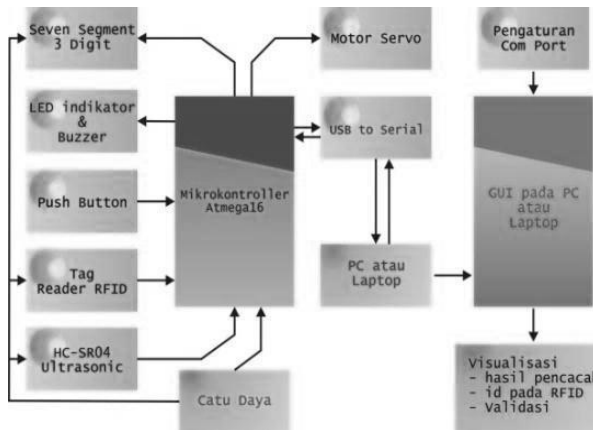 Seven Segment
3 Digit
Motor Servo
Pengaturan
Com Port
LED indikator
&
Buzzer
USB to Serial
Mikrokontroller
Atmega16
Push Button
GUI pada PC
atau
Laptop
Tag
Reader RFID
PC atau
Laptop
HC-SR04
Ultrasonic
Catu Daya
Visualisasi
- hasil pencacah
- id pada RFID
- Validasi